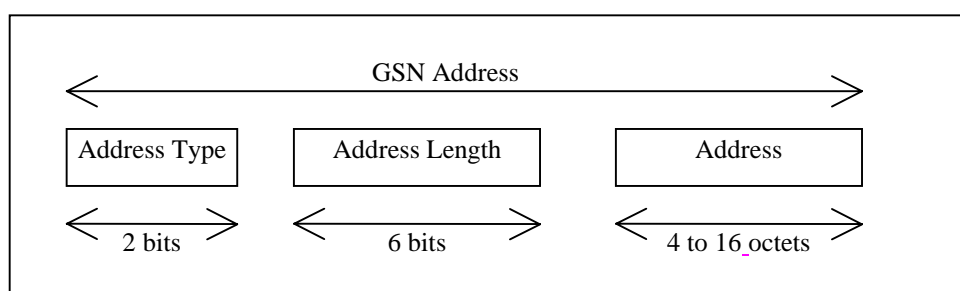 GSN Address
Address Type Address Length Address
2 bits 6 bits 4 to 16 octets